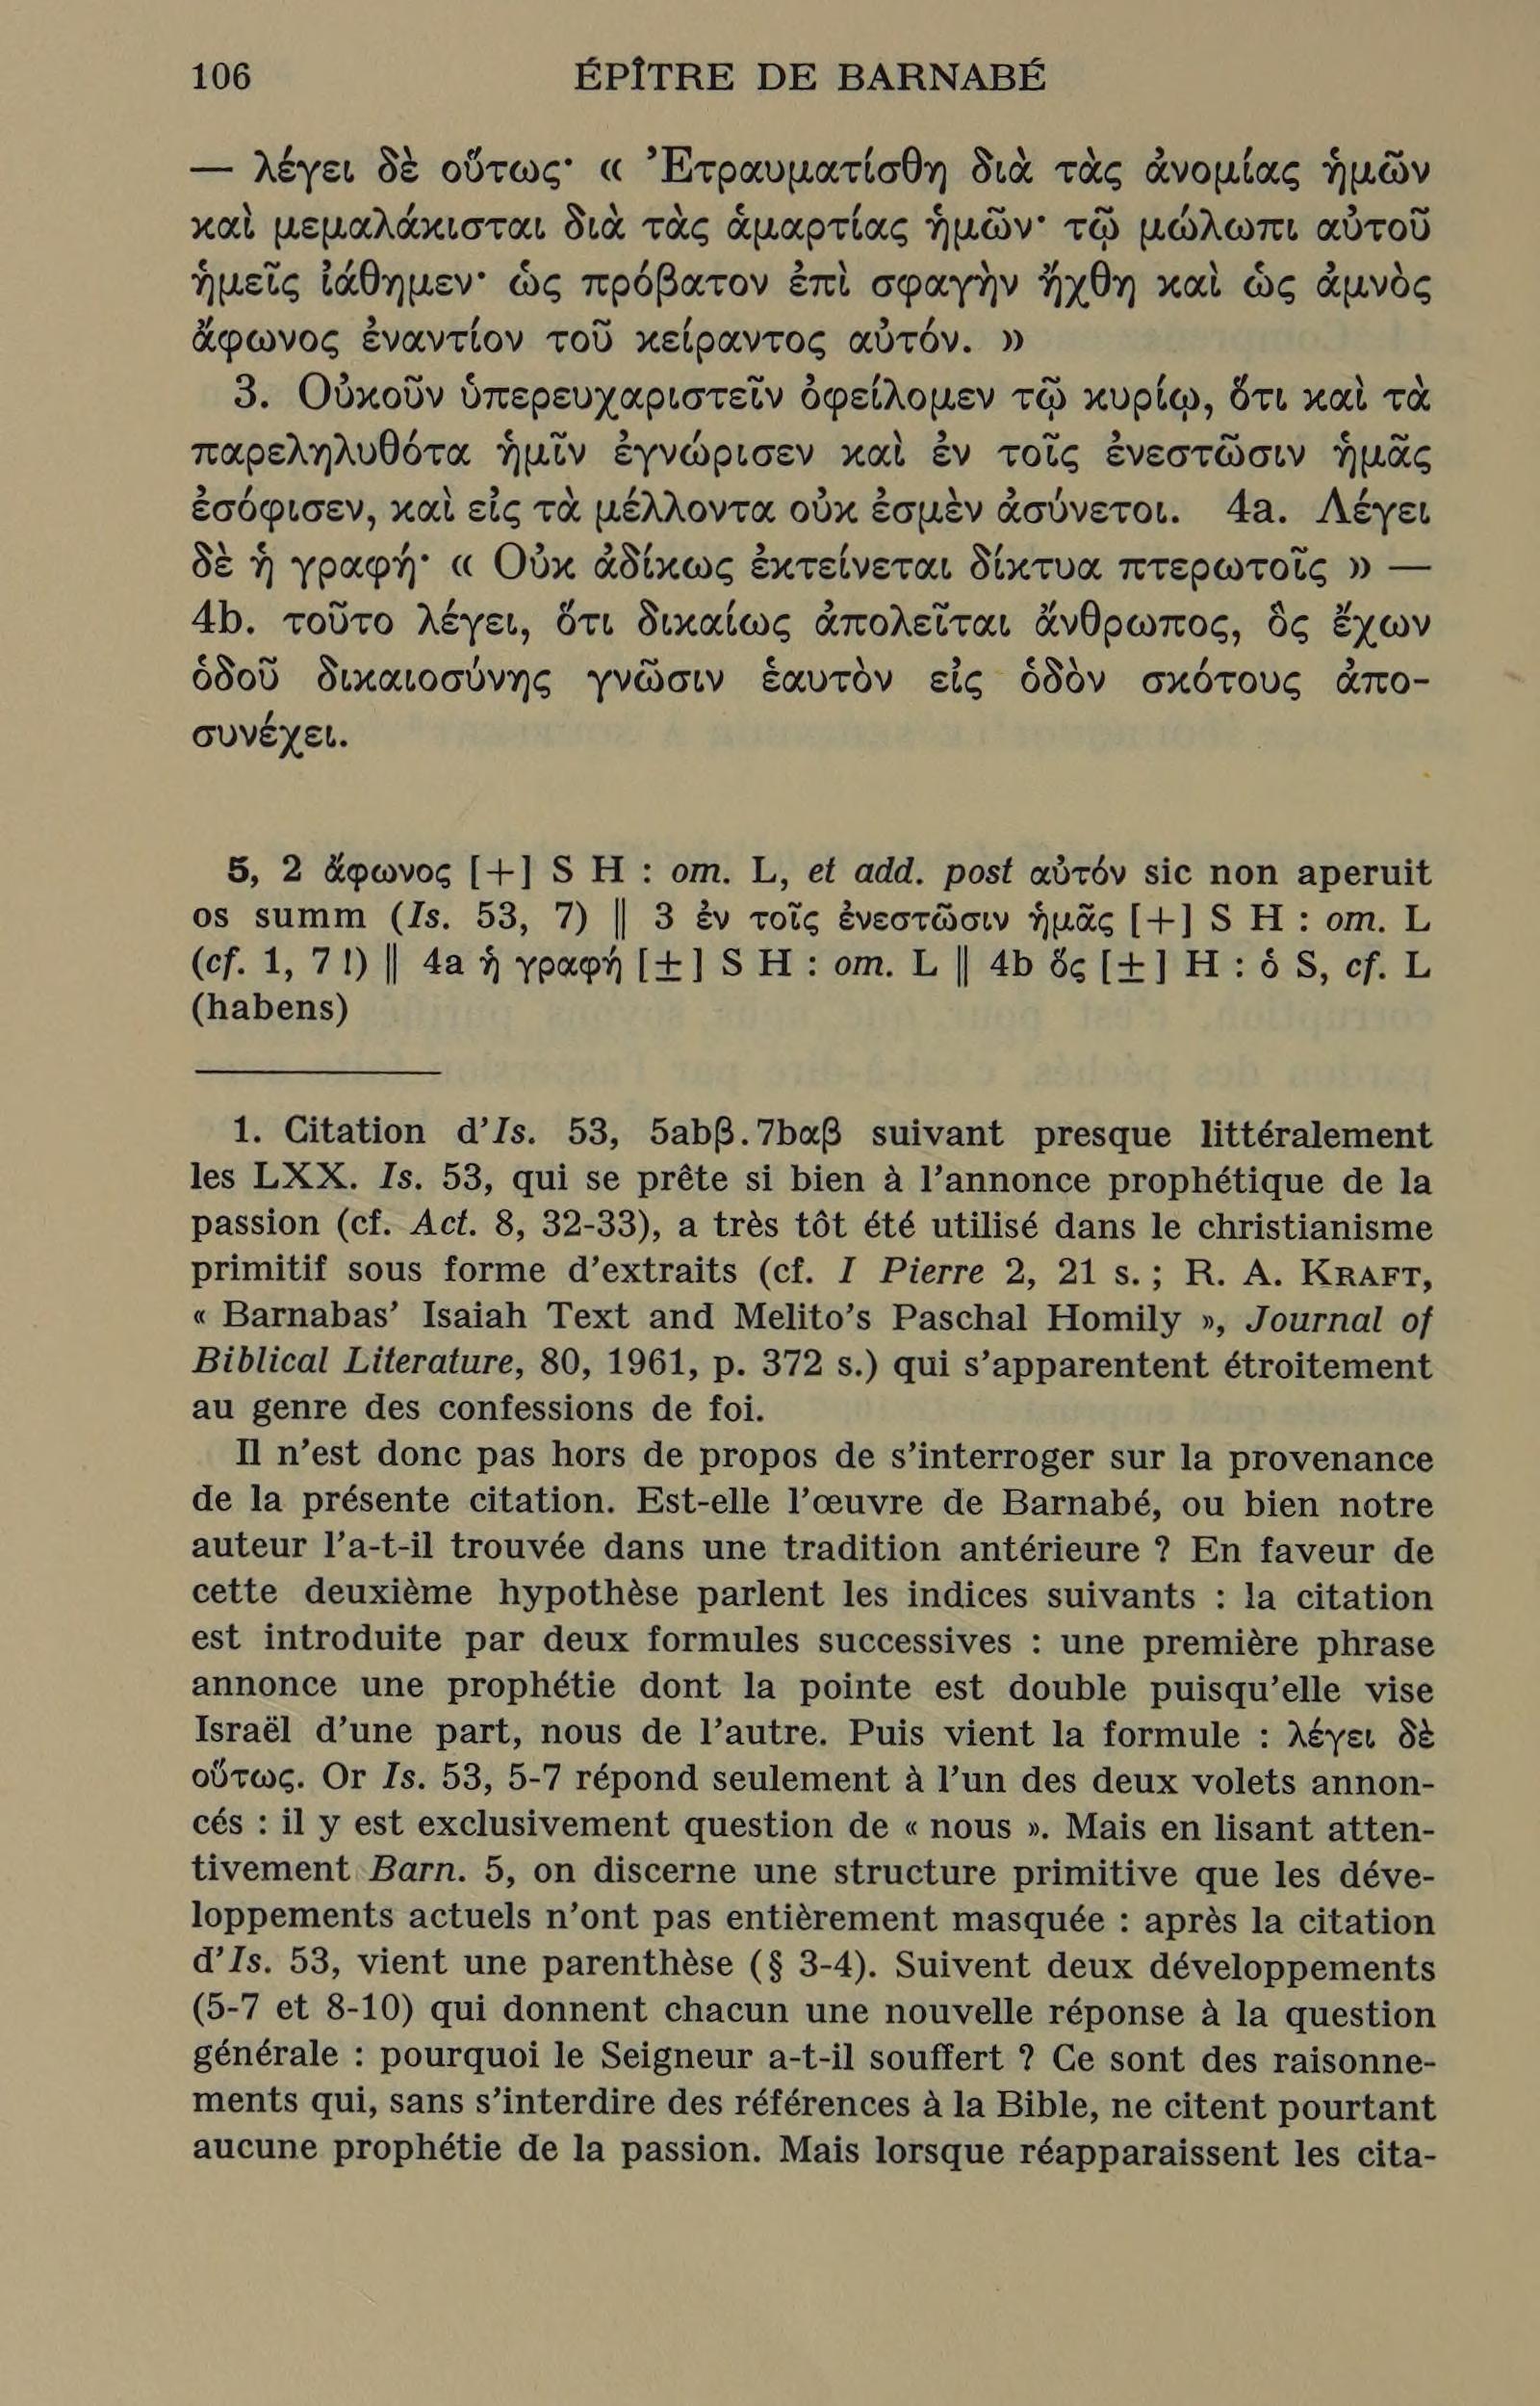 106 ÉPÎTRE DE BARNABÉ
— λέγει δὲ οὕτως· « Ἐτραυματίσθη διὰ τὰς ἀνομίας ἡμῶν
καὶ μεμαλάκισται διὰ τὰς ἁμαρτίας ἡμῶν· τῷ μώλωπι αὐτοῦ
ἡμεῖς ἰάθημεν· ὡς πρόβατον ἐπὶ σφαγὴν ἤχθη καὶ ὡς ἀμνὸς
ἄφωνος ἐναντίον τοῦ κείραντος αὐτόν. »
3. Οὐκοῦν ὑπερευχαριστεῖν ὀφείλομεν τῷ κυρίῳ, ὅτι καὶ τὰ
παρεληλυθότα ἡμῖν ἐγνώρισεν καὶ ἐν τοῖς ἐνεστῶσιν ἡμᾶς
ἐσόφισεν, καὶ εἰς τὰ μέλλοντα οὐκ ἐσμὲν ἀσύνετοι. 4a. Λέγει
δὲ ἡ γραφή· « Οὐκ ἀδίκως ἐκτείνεται δίκτυα πτερωτοῖς » —
4b. τοῦτο λέγει, ὅτι δικαίως ἀπολεῖται ἄνθρωπος, ὃς ἔχων
ὁδοῦ δικαιοσύνης γνῶσιν ἑαυτὸν εἰς ὁδὸν σκότους ἀπο-
συνέχει.
5, 2 ἄφωνος [+] S H : om. L, et add. post αὐτόν sic non aperuit
os summ (Is. 53, 7) || 3 ἐν τοῖς ἐνεστῶσιν ἡμᾶς [+] S H : om. L
(cf. 1, 7 !) || 4a ἡ γραφή [±] S H : om. L || 4b ὅς [±] H : ὁ S, cf. L
(habens)
1. Citation d'Is. 53, 5abβ.7bαβ suivant presque littéralement
les LXX. Is. 53, qui se prête si bien à l'annonce prophétique de la
passion (cf. Act. 8, 32-33), a très tôt été utilisé dans le christianisme
primitif sous forme d'extraits (cf. I Pierre 2, 21 s. ; R. A. KRAFT,
« Barnabas' Isaiah Text and Melito's Paschal Homily », Journal of
Biblical Literature, 80, 1961, p. 372 s.) qui s'apparentent étroitement
au genre des confessions de foi.
Il n'est donc pas hors de propos de s'interroger sur la provenance
de la présente citation. Est-elle l'œuvre de Barnabé, ou bien notre
auteur l'a-t-il trouvée dans une tradition antérieure ? En faveur de
cette deuxième hypothèse parlent les indices suivants : la citation
est introduite par deux formules successives : une première phrase
annonce une prophétie dont la pointe est double puisqu'elle vise
Israël d'une part, nous de l'autre. Puis vient la formule : λέγει δὲ
οὕτως. Or Is. 53, 5-7 répond seulement à l'un des deux volets annon-
cés : il y est exclusivement question de « nous ». Mais en lisant atten-
tivement Barn. 5, on discerne une structure primitive que les déve-
loppements actuels n'ont pas entièrement masquée : après la citation
d'Is. 53, vient une parenthèse (§ 3-4). Suivent deux développements
(5-7 et 8-10) qui donnent chacun une nouvelle réponse à la question
générale : pourquoi le Seigneur a-t-il souffert ? Ce sont des raisonne-
ments qui, sans s'interdire des références à la Bible, ne citent pourtant
aucune prophétie de la passion. Mais lorsque réapparaissent les cita-